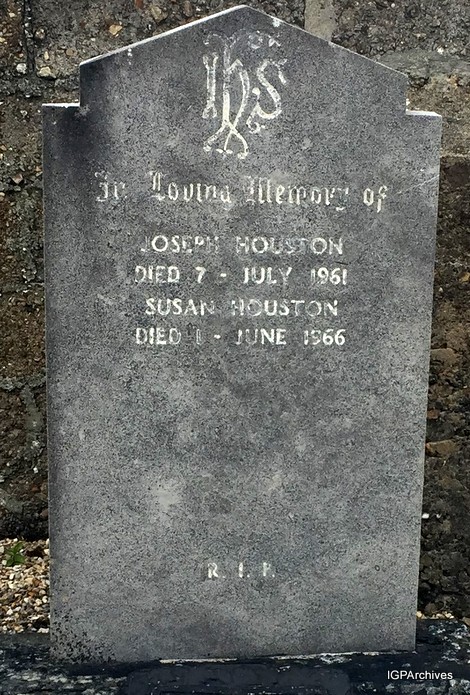 IHS
In Loving Memory of
JOSEPH HOUSTON
DIED 7 - JULY 1961
SUSAN HOUSTON
DIED 1 - JUNE 1966
R. I. P.
IGPArchives